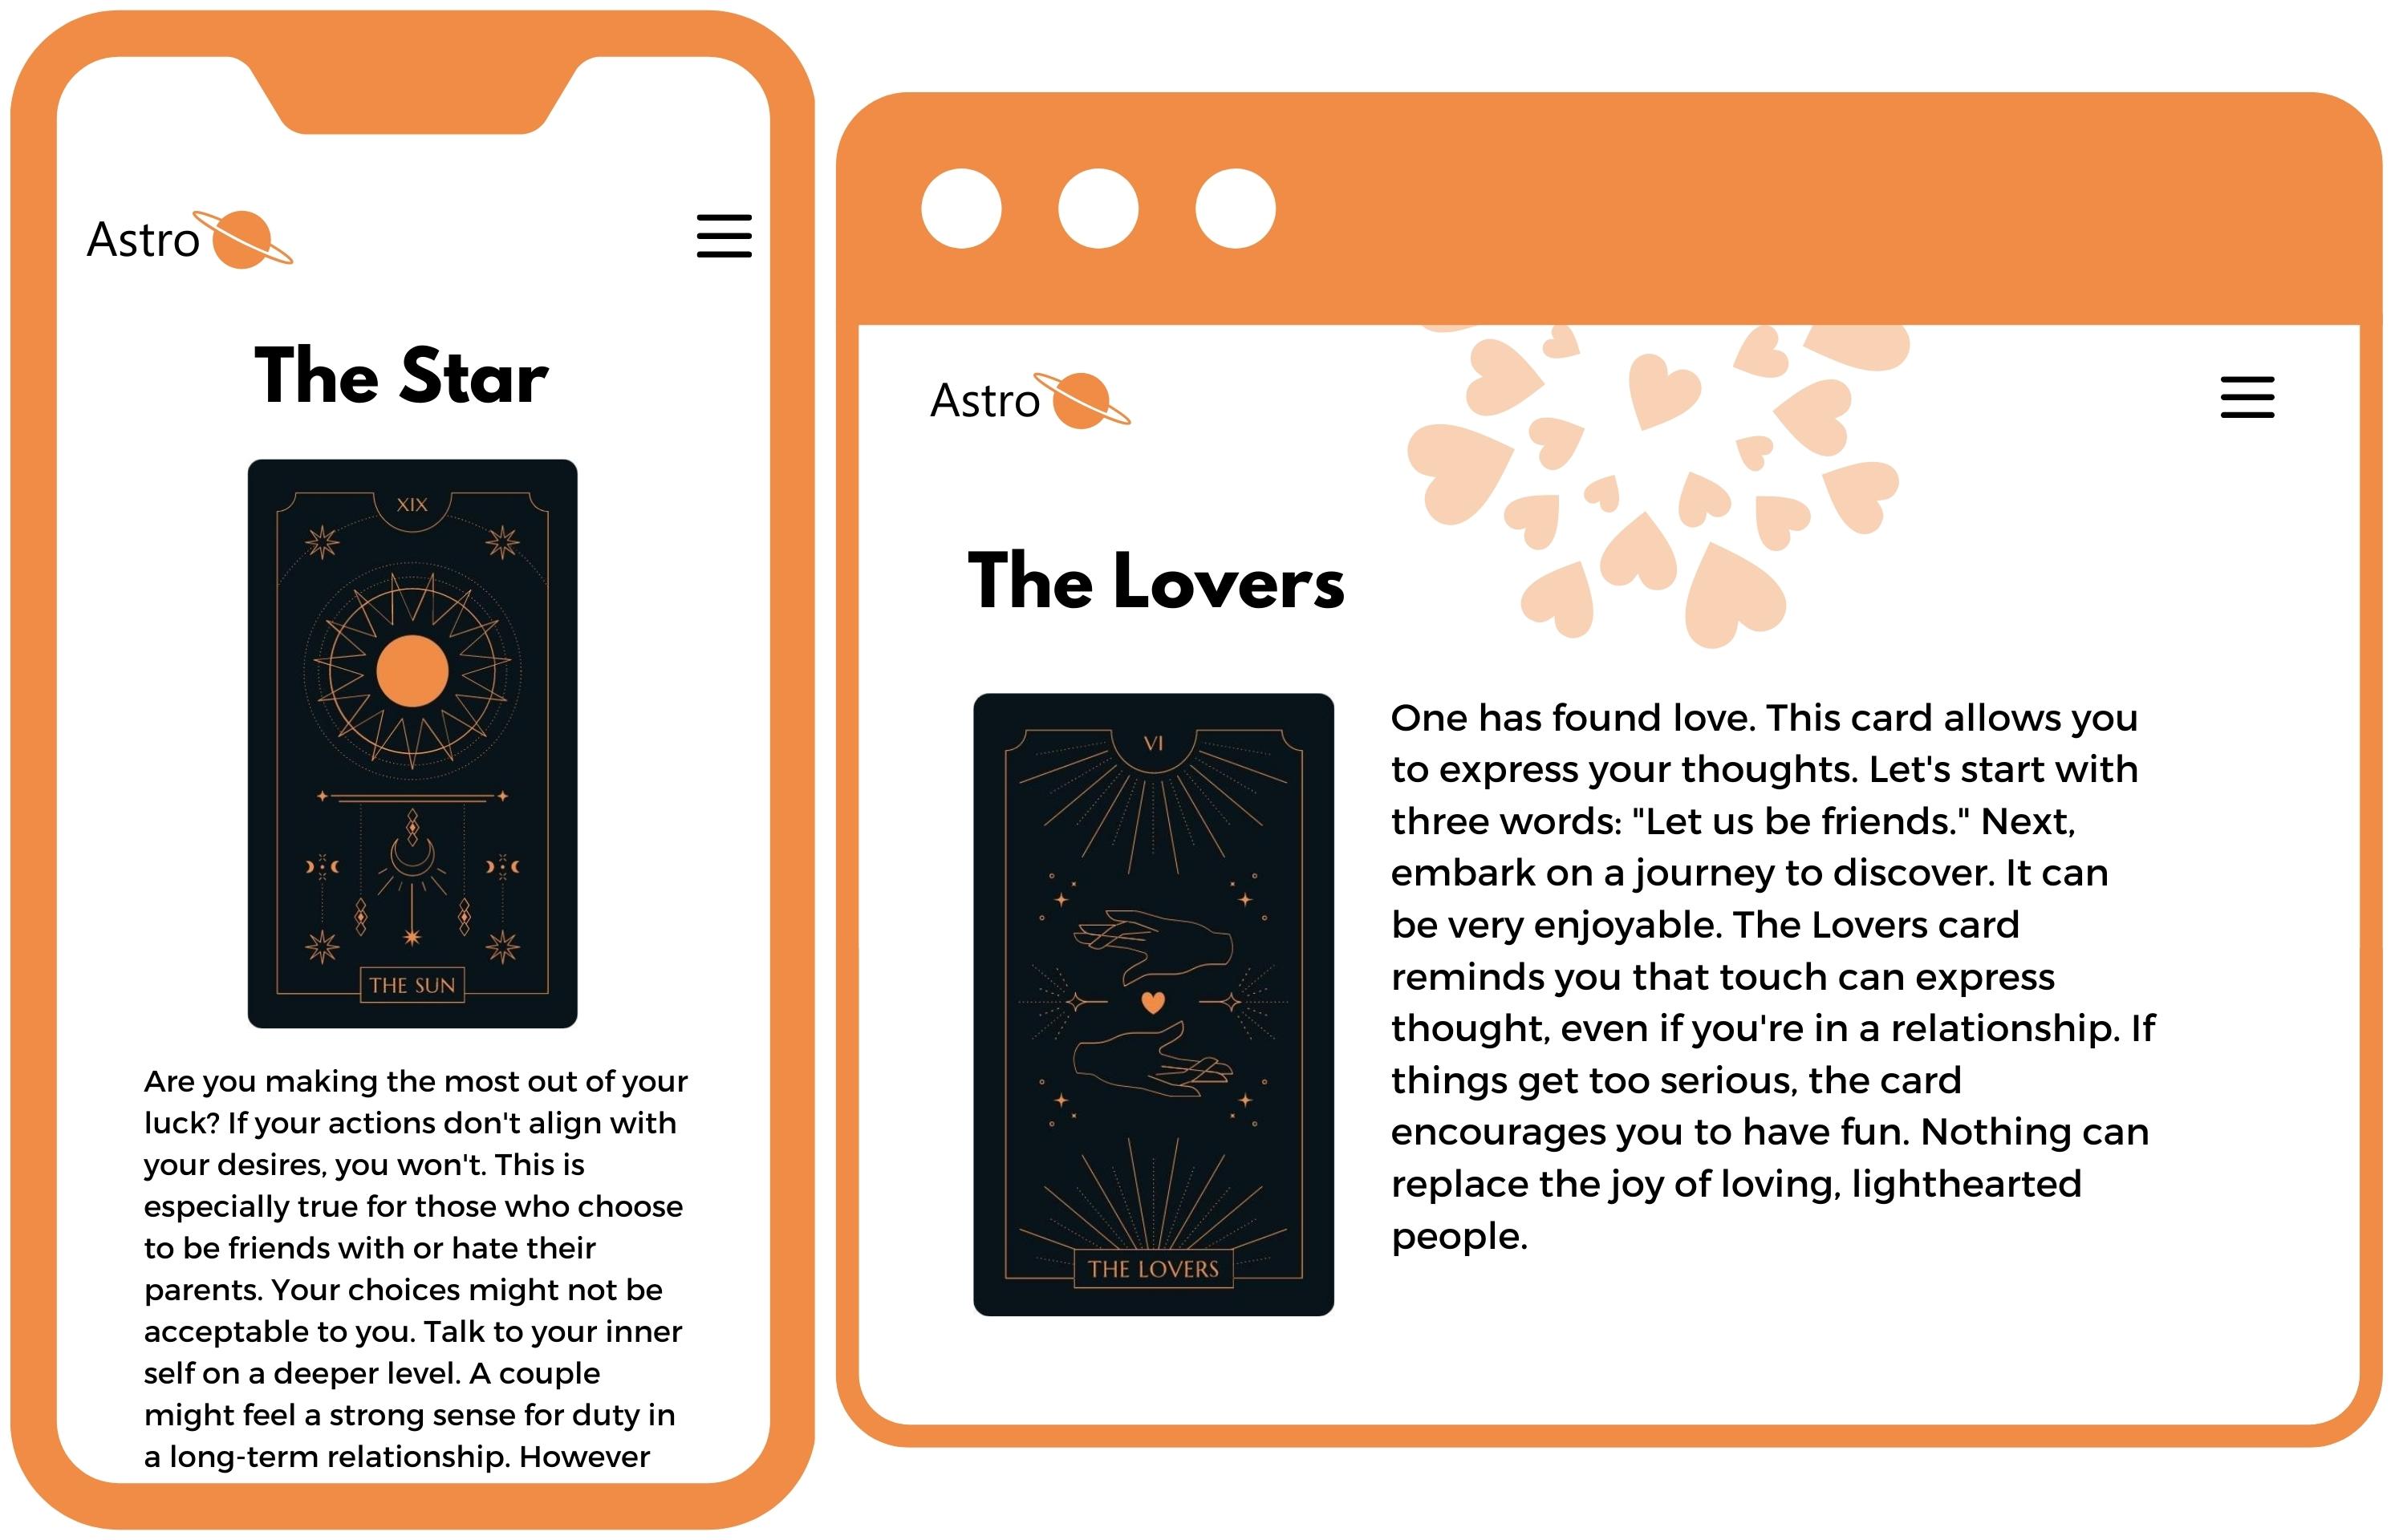 Astro
The Star
XIX
THE SUN
Are you making the most out of your
luck? If your actions don't align with
your desires, you won't. This is
especially true for those who choose
to be friends with or hate their
parents. Your choices might not be
acceptable to you. Talk to your inner
self on a deeper level. A couple
might feel a strong sense for duty in
a long-term relationship. However
Astro
The Lovers
VI
THE LOVERS
One has found love. This card allows you
to express your thoughts. Let's start with
three words: "Let us be friends." Next,
embark on a journey to discover. It can
be very enjoyable. The Lovers card
reminds you that touch can express
thought, even if you're in a relationship. If
things get too serious, the card
encourages you to have fun. Nothing can
replace the joy of loving, lighthearted
people.